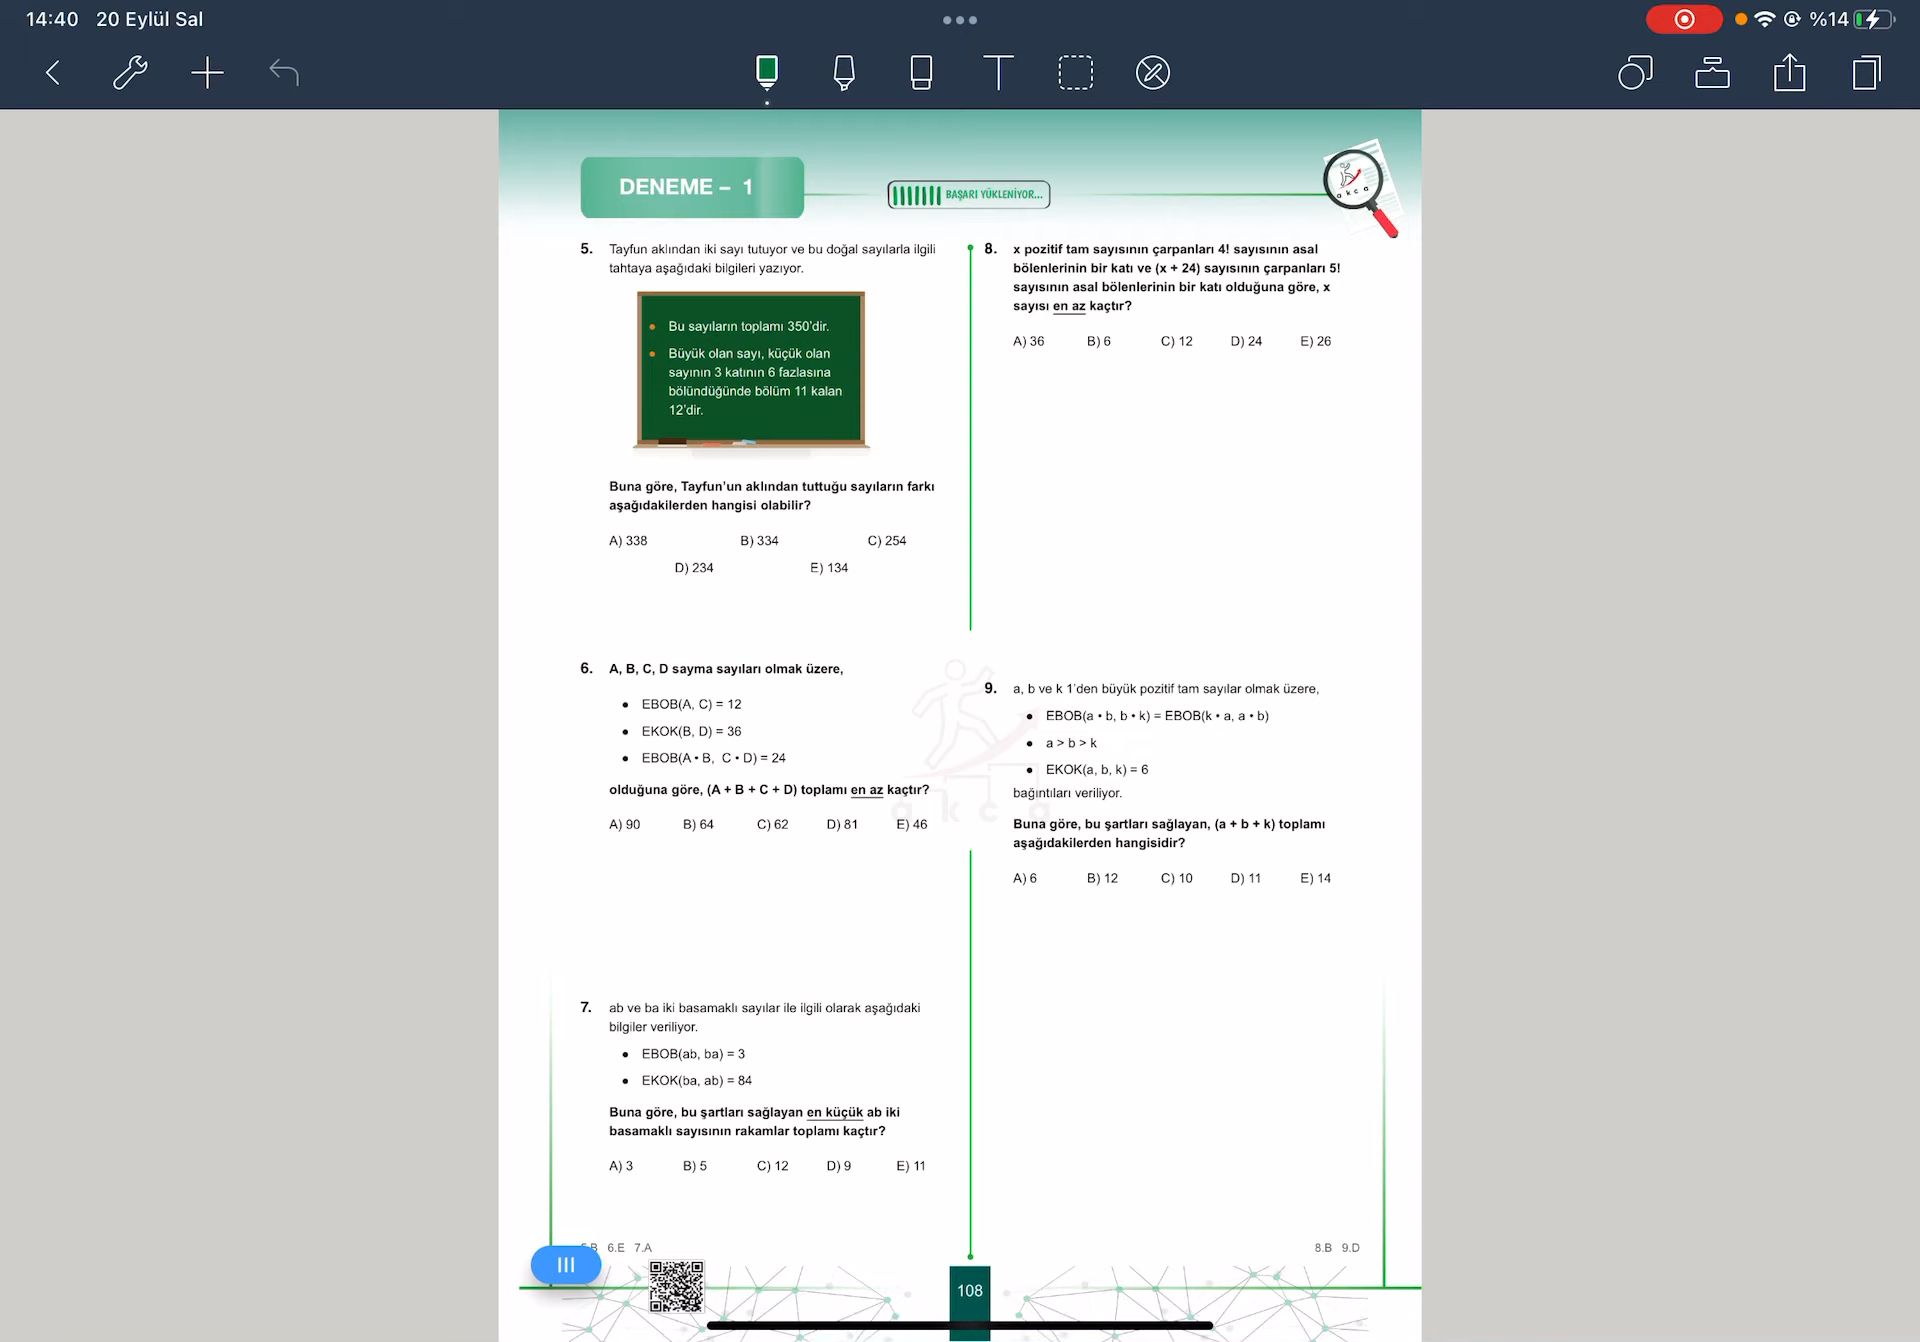 14:40 20 Eylül Sal
%14
DENEME – 1
BAŞARI YÜKLENİYOR...
akca
5. Tayfun aklından iki sayı tutuyor ve bu doğal sayılarla ilgili
tahtaya aşağıdaki bilgileri yazıyor.
• Bu sayıların toplamı 350'dir.
• Büyük olan sayı, küçük olan
sayının 3 katının 6 fazlasına
bölündüğünde bölüm 11 kalan
12'dir.
Buna göre, Tayfun'un aklından tuttuğu sayıların farkı
aşağıdakilerden hangisi olabilir?
A) 338 B) 334 C) 254
D) 234 E) 134
6. A, B, C, D sayma sayıları olmak üzere,
• EBOB(A, C) = 12
• EKOK(B, D) = 36
• EBOB(A • B, C • D) = 24
olduğuna göre, (A + B + C + D) toplamı en az kaçtır?
A) 90 B) 64 C) 62 D) 81 E) 46
7. ab ve ba iki basamaklı sayılar ile ilgili olarak aşağıdaki
bilgiler veriliyor.
• EBOB(ab, ba) = 3
• EKOK(ba, ab) = 84
Buna göre, bu şartları sağlayan en küçük ab iki
basamaklı sayısının rakamlar toplamı kaçtır?
A) 3 B) 5 C) 12 D) 9 E) 11
8. x pozitif tam sayısının çarpanları 4! sayısının asal
bölenlerinin bir katı ve (x + 24) sayısının çarpanları 5!
sayısının asal bölenlerinin bir katı olduğuna göre, x
sayısı en az kaçtır?
A) 36 B) 6 C) 12 D) 24 E) 26
9. a, b ve k 1'den büyük pozitif tam sayılar olmak üzere,
• EBOB(a • b, b • k) = EBOB(k • a, a • b)
• a > b > k
• EKOK(a, b, k) = 6
bağıntıları veriliyor.
Buna göre, bu şartları sağlayan, (a + b + k) toplamı
aşağıdakilerden hangisidir?
A) 6 B) 12 C) 10 D) 11 E) 14
akca
B 6.E 7.A
8.B 9.D
108